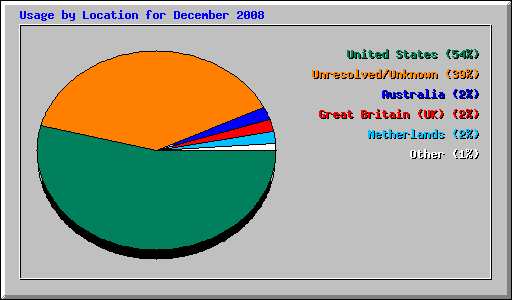 Usage by Location for December 2008
United States (54%)
Unresolved/Unknown (39%)
Australia (2%)
Great Britain (UK) (2%)
Netherlands (2%)
Other (1%)